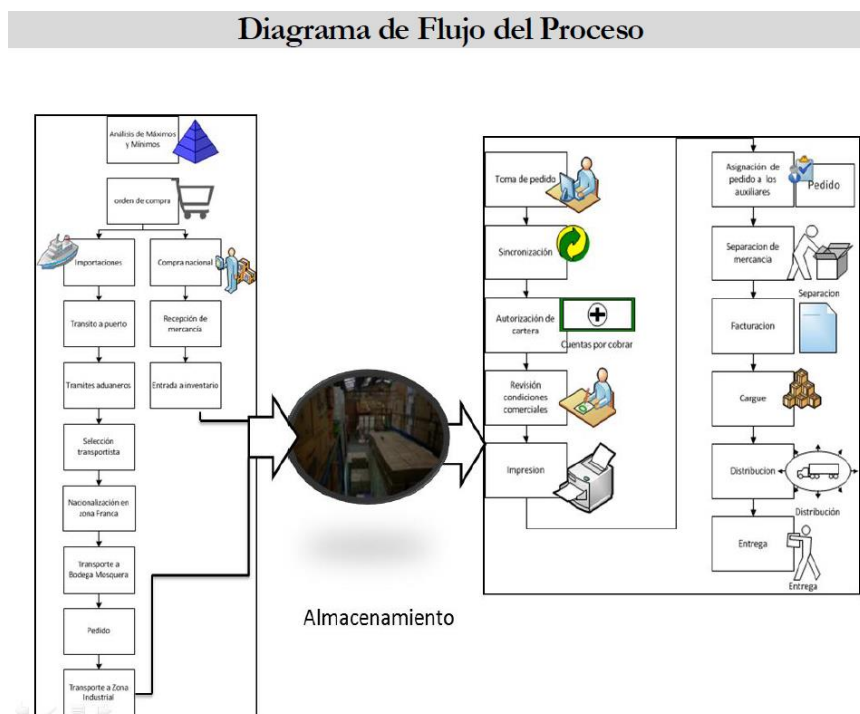 Diagrama de Flujo del Proceso
Análisis de Máximos
y Mínimos
orden de compra
Importaciones
Compra nacional
Transito a puerto
Recepción de
mercancía
Tramites aduaneros
Entrada a inventario
Selección
transportista
Nacionalización en
zona Franca
Transporte a
Bodega Mosquera
Pedido
Transporte a Zona
Industrial
Almacenamiento
Toma de pedido
Sincronización
Autorización de
cartera
Cuentas por cobrar
Revisión
condiciones
comerciales
Impresion
Asignación de
pedido a los
auxiliares
Pedido
Separacion de
mercancia
Separacion
Facturacion
Cargue
Distribucion
Distribución
Entrega
Entrega